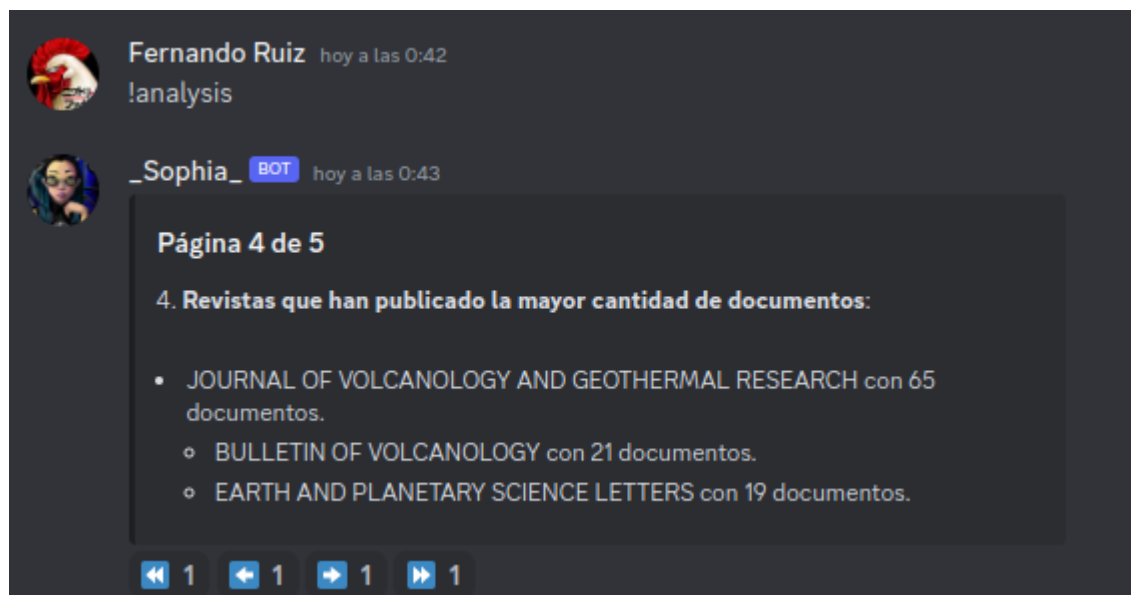 Fernando Ruiz hoy a las 0:42
!analysis
_Sophia_ BOT hoy a las 0:43
Página 4 de 5
4. Revistas que han publicado la mayor cantidad de documentos:
• JOURNAL OF VOLCANOLOGY AND GEOTHERMAL RESEARCH con 65
documentos.
◦ BULLETIN OF VOLCANOLOGY con 21 documentos.
◦ EARTH AND PLANETARY SCIENCE LETTERS con 19 documentos.
1 1 1 1